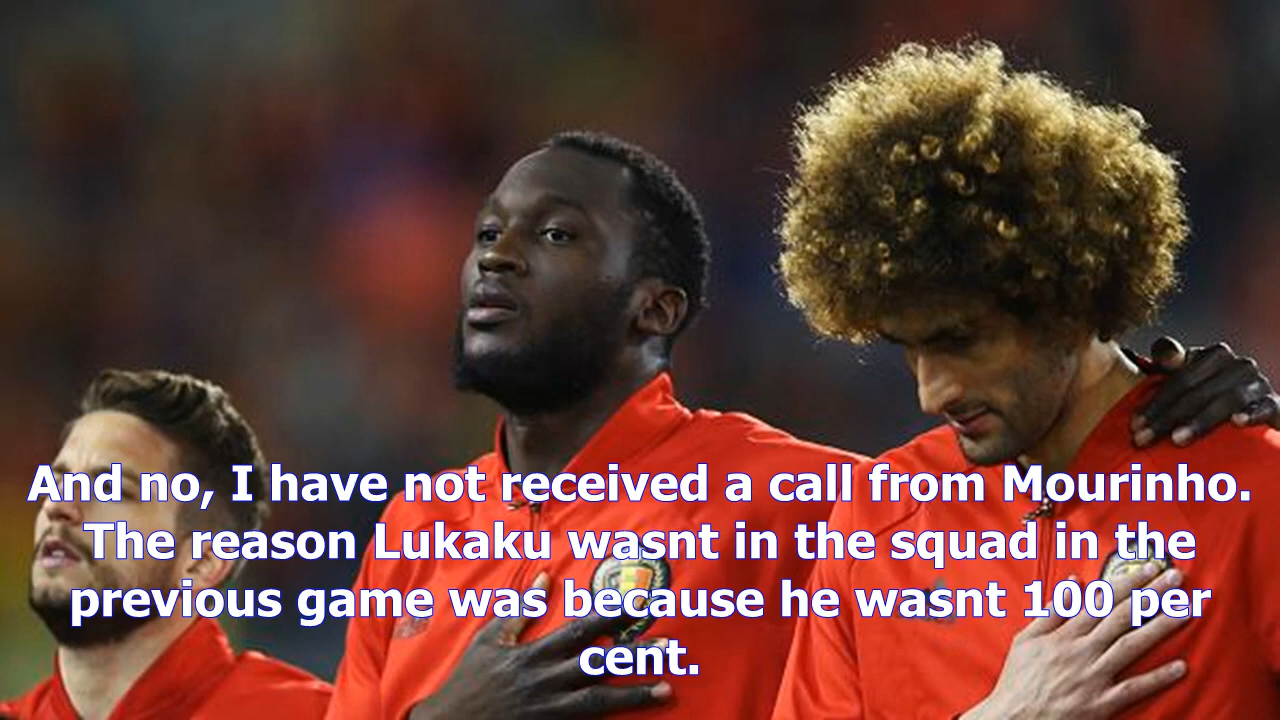 And no, I have not received a call from Mourinho.
The reason Lukaku wasnt in the squad in the
previous game was because he wasnt 100 per
cent.